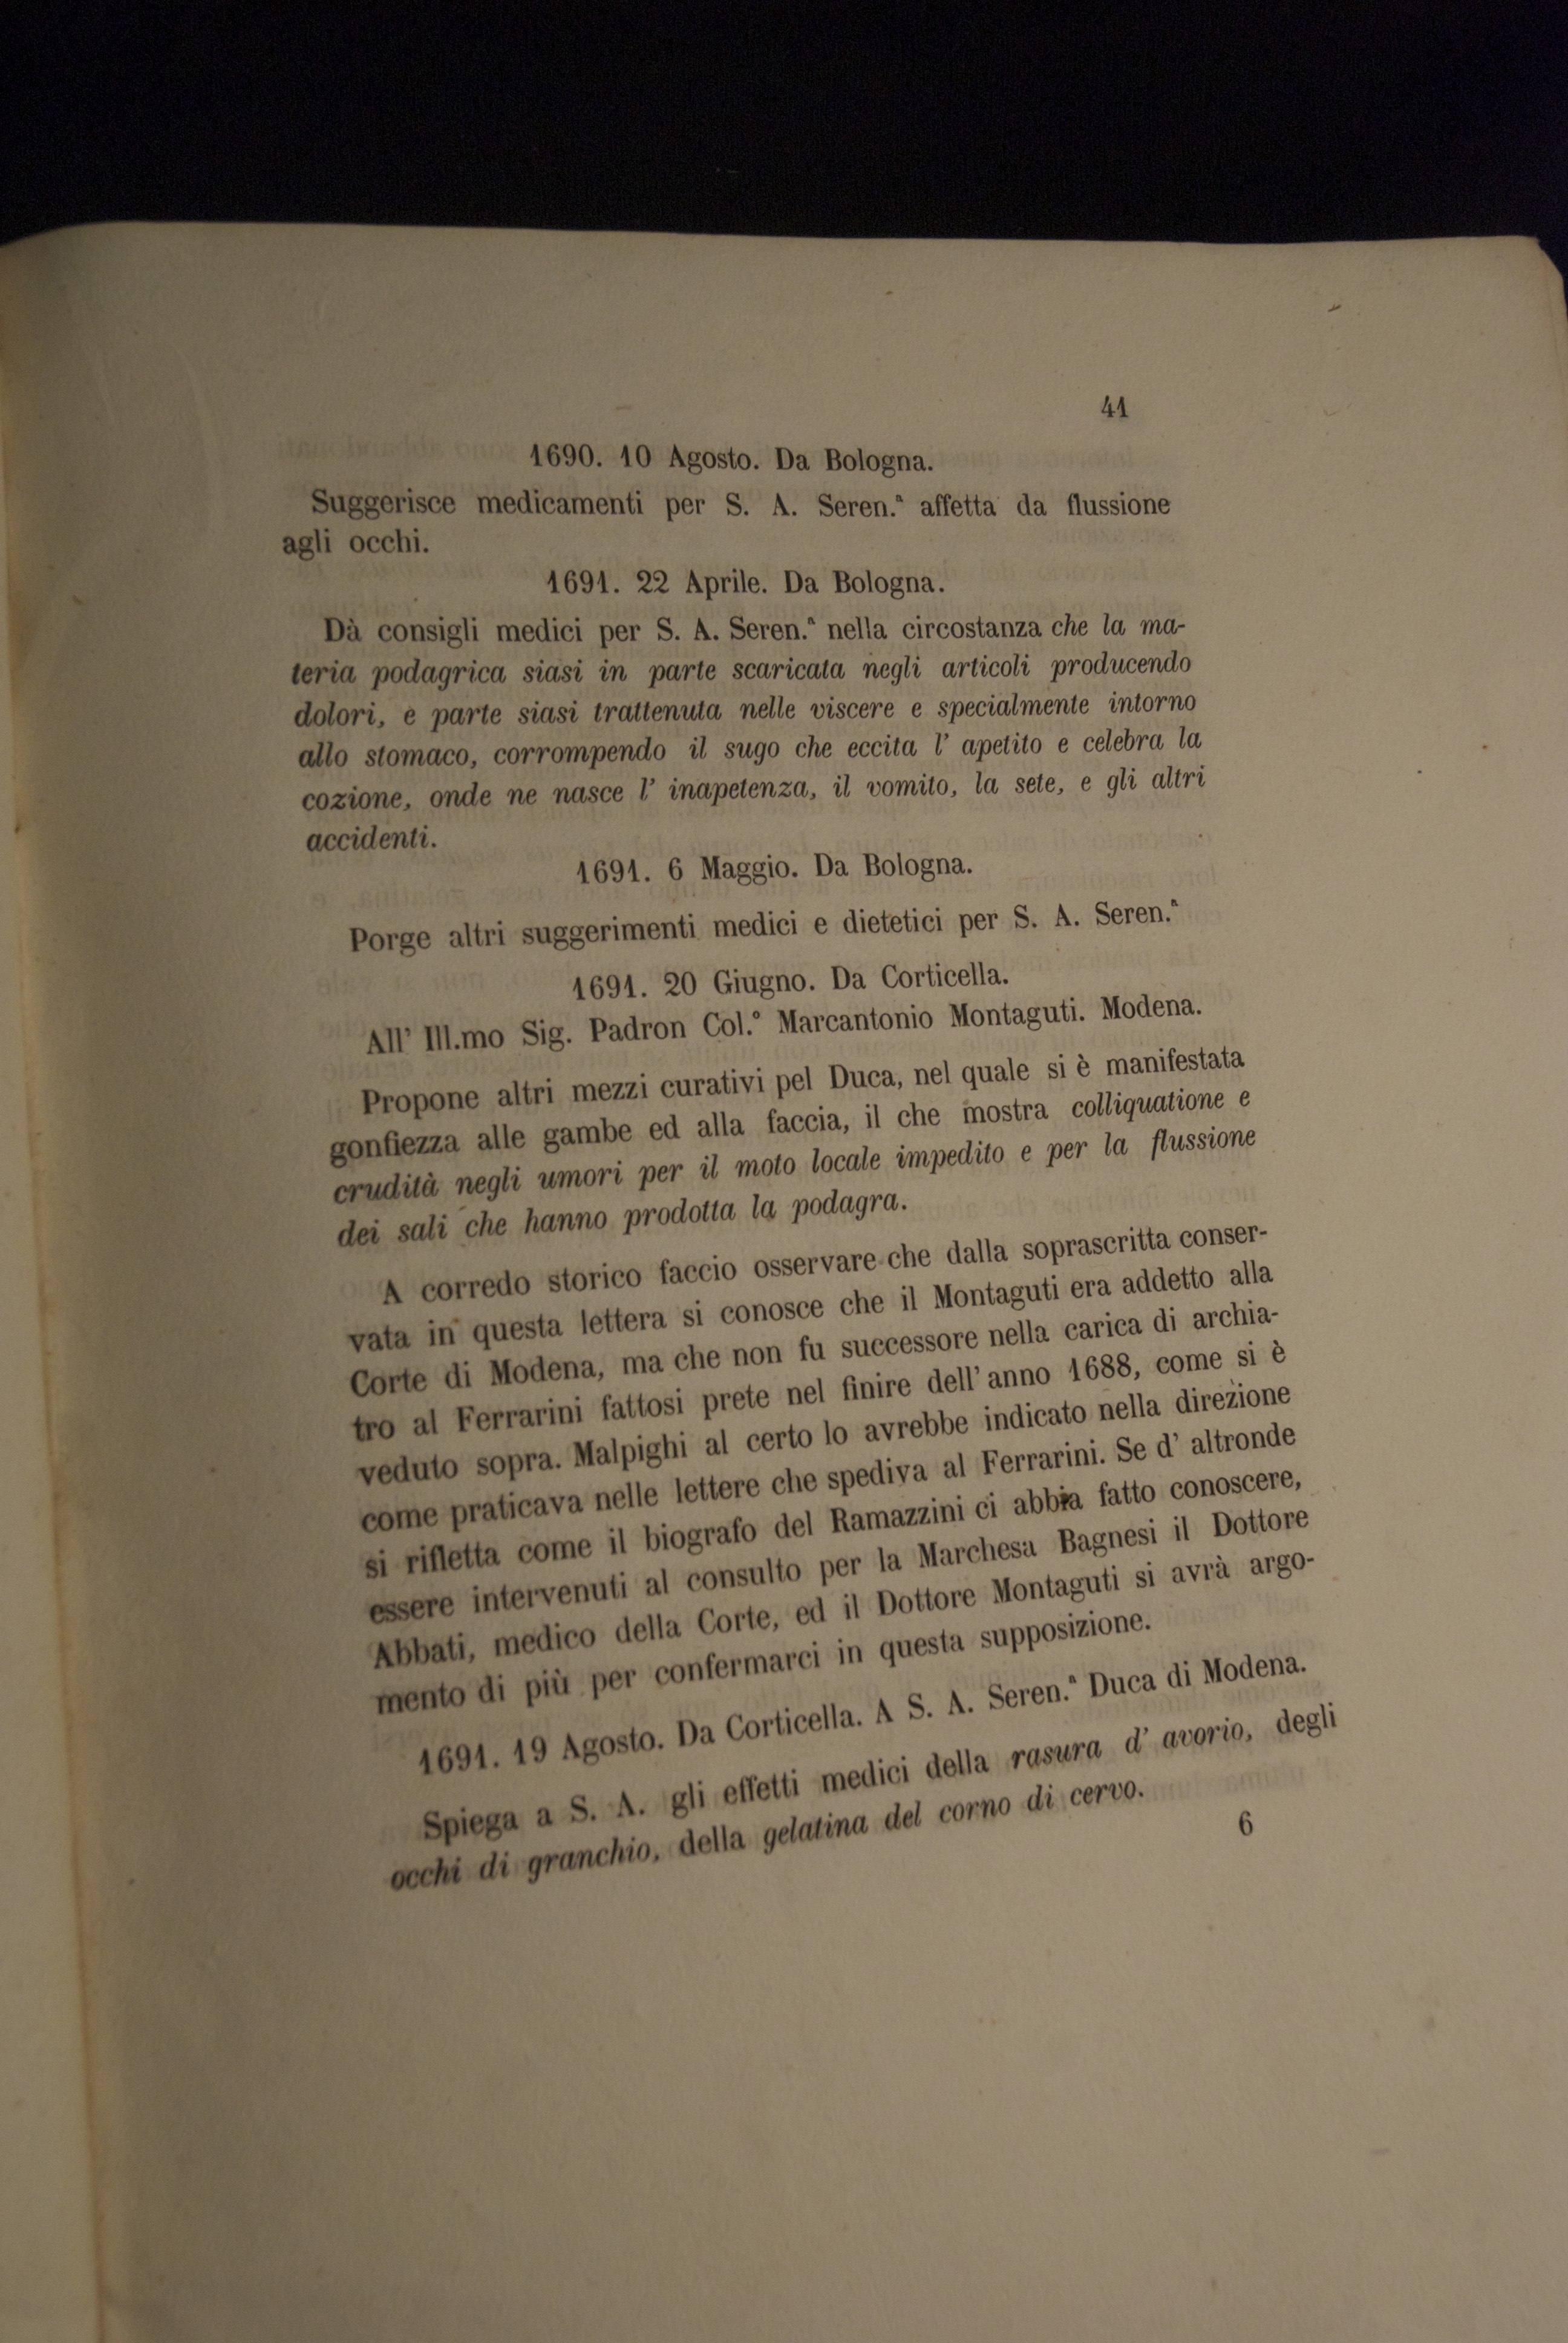 41
1690. 10 Agosto. Da Bologna.
Suggerisce medicamenti per S. A. Seren.ª affetta da flussione
agli occhi.
1691. 22 Aprile. Da Bologna.
Dà consigli medici per S. A. Seren.ª nella circostanza che la ma-
teria podagrica siasi in parte scaricata negli articoli producendo
dolori, e parte siasi trattenuta nelle viscere e specialmente intorno
allo stomaco, corrompendo il sugo che eccita l' apetito e celebra la
cozione, onde ne nasce l' inapetenza, il vomito, la sete, e gli altri
accidenti.
1691. 6 Maggio. Da Bologna.
Porge altri suggerimenti medici e dietetici per S. A. Seren.ª
1691. 20 Giugno. Da Corticella.
All' Ill.mo Sig. Padron Col.º Marcantonio Montaguti. Modena.
Propone altri mezzi curativi pel Duca, nel quale si è manifestata
gonfiezza alle gambe ed alla faccia, il che mostra colliquatione e
crudità negli umori per il moto locale impedito e per la flussione
dei sali che hanno prodotta la podagra.
A corredo storico faccio osservare che dalla soprascritta conser-
vata in questa lettera si conosce che il Montaguti era addetto alla
Corte di Modena, ma che non fu successore nella carica di archia-
tro al Ferrarini fattosi prete nel finire dell' anno 1688, come si è
veduto sopra. Malpighi al certo lo avrebbe indicato nella direzione
come praticava nelle lettere che spediva al Ferrarini. Se d' altronde
si rifletta come il biografo del Ramazzini ci abbia fatto conoscere,
essere intervenuti al consulto per la Marchesa Bagnesi il Dottore
Abbati, medico della Corte, ed il Dottore Montaguti si avrà argo-
mento di più per confermarci in questa supposizione.
1691. 19 Agosto. Da Corticella. A S. A. Seren.ª Duca di Modena.
Spiega a S. A. gli effetti medici della rasura d' avorio, degli
occhi di granchio, della gelatina del corno di cervo.
6